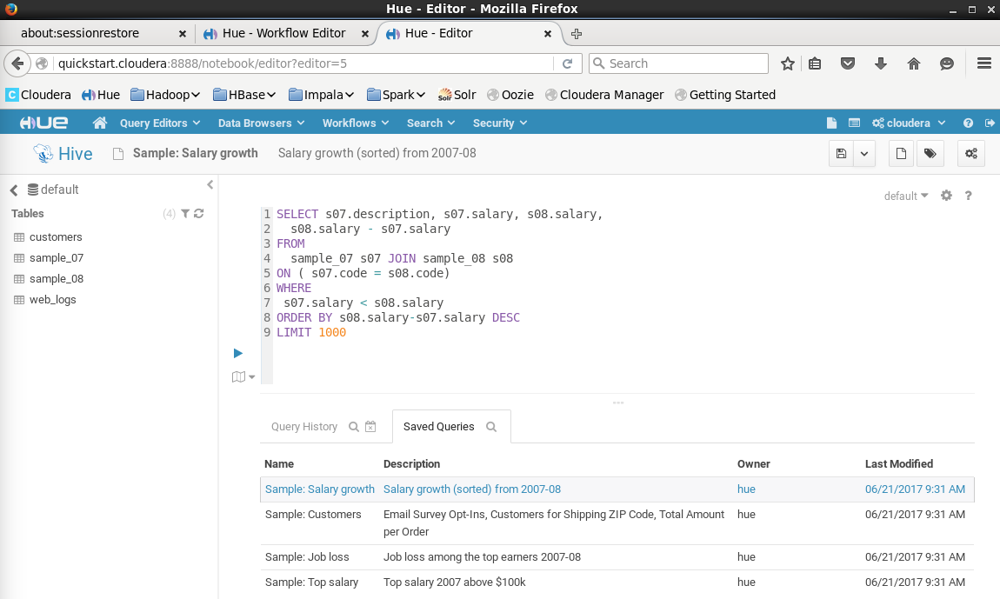 Hue - Editor - Mozilla Firefox
about:sessionrestore
Hue - Workflow Editor
Hue - Editor
quickstart.cloudera:8888/notebook/editor?editor=5
Search
Cloudera Hue Hadoop HBase Impala Spark Solr Oozie Cloudera Manager Getting Started
HUE Query Editors Data Browsers Workflows Search Security cloudera
Hive Sample: Salary growth Salary growth (sorted) from 2007-08
default
Tables (4)
customers
sample_07
sample_08
web_logs
default ?
1 SELECT s07.description, s07.salary, s08.salary,
2 s08.salary - s07.salary
3 FROM
4 sample_07 s07 JOIN sample_08 s08
5 ON ( s07.code = s08.code)
6 WHERE
7 s07.salary < s08.salary
8 ORDER BY s08.salary-s07.salary DESC
9 LIMIT 1000
Query History Saved Queries
Name Description Owner Last Modified
Sample: Salary growth Salary growth (sorted) from 2007-08 hue 06/21/2017 9:31 AM
Sample: Customers Email Survey Opt-Ins, Customers for Shipping ZIP Code, Total Amount hue 06/21/2017 9:31 AM
per Order
Sample: Job loss Job loss among the top earners 2007-08 hue 06/21/2017 9:31 AM
Sample: Top salary Top salary 2007 above $100k hue 06/21/2017 9:31 AM